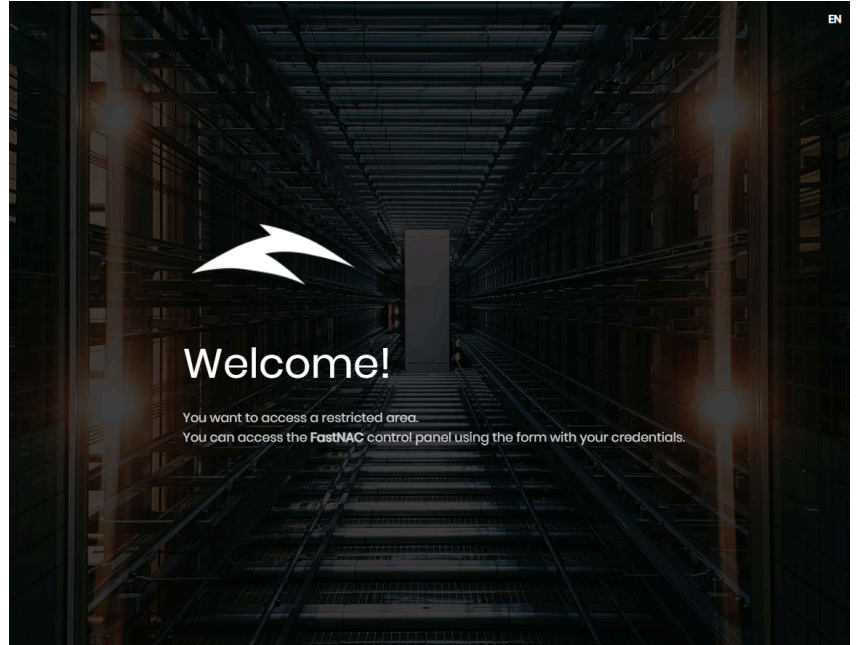 EN
Welcome!
You want to access a restricted area.
You can access the FastNAC control panel using the form with your credentials.